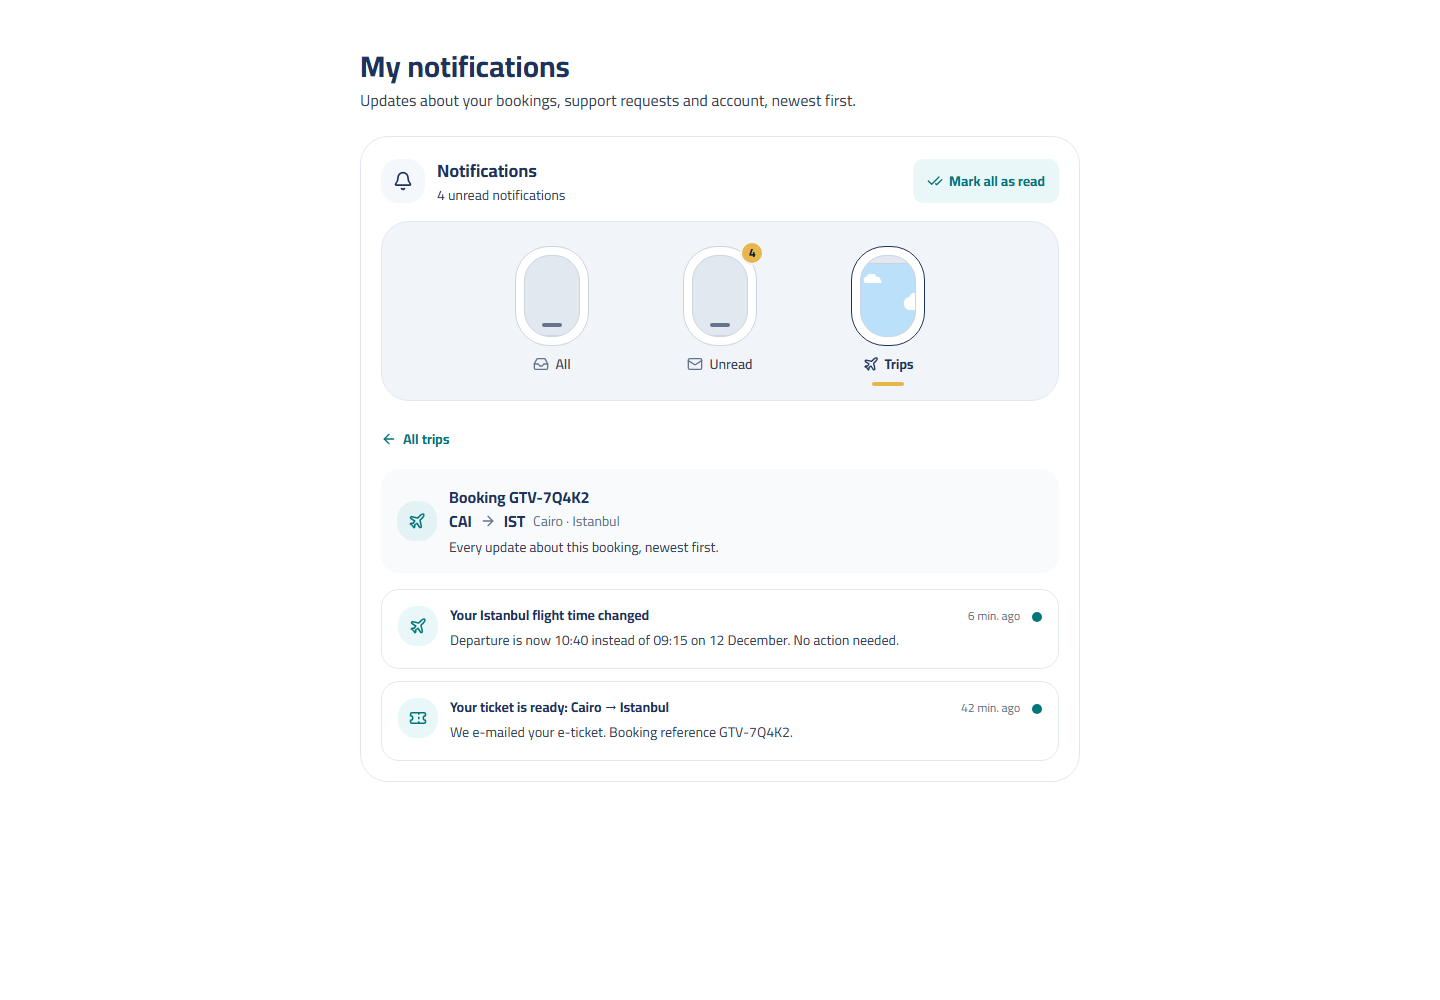 My notifications
Updates about your bookings, support requests and account, newest first.
Notifications
4 unread notifications
Mark all as read
4
All
Unread
Trips
All trips
Booking GTV-7Q4K2
CAI → IST Cairo · Istanbul
Every update about this booking, newest first.
Your Istanbul flight time changed
6 min. ago
Departure is now 10:40 instead of 09:15 on 12 December. No action needed.
Your ticket is ready: Cairo → Istanbul
42 min. ago
We e-mailed your e-ticket. Booking reference GTV-7Q4K2.